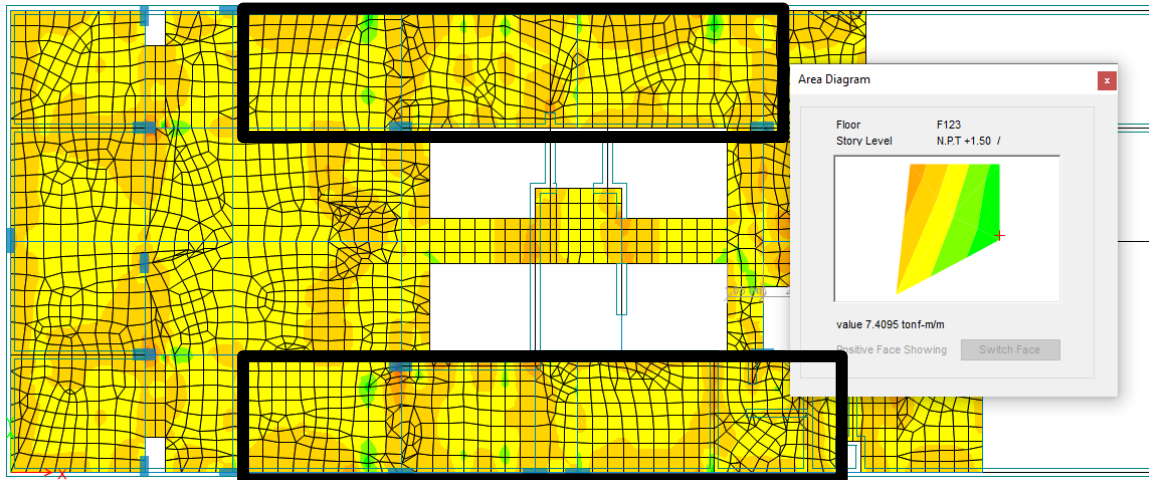 Area Diagram
x
Floor F123
Story Level N.P.T +1.50 /
value 7.4095 tonf-m/m
Positive Face Showing Switch Face
X